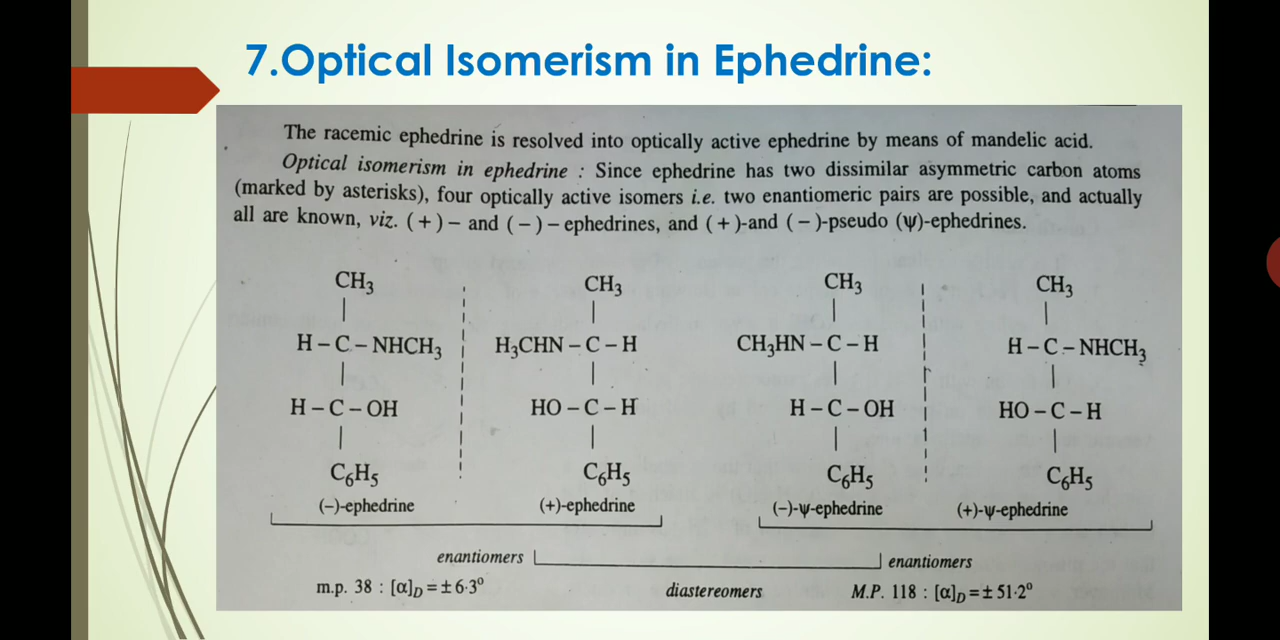 7.Optical Isomerism in Ephedrine:
The racemic ephedrine is resolved into optically active ephedrine by means of mandelic acid.
Optical isomerism in ephedrine : Since ephedrine has two dissimilar asymmetric carbon atoms
(marked by asterisks), four optically active isomers i.e. two enantiomeric pairs are possible, and actually
all are known, viz. (+) – and (–) – ephedrines, and (+)-and (–)-pseudo (ψ)-ephedrines.
CH₃ CH₃ CH₃ CH₃
H – C – NHCH₃ H₃CHN – C – H CH₃HN – C – H H – C – NHCH₃
H – C – OH HO – C – H H – C – OH HO – C – H
C₆H₅ C₆H₅ C₆H₅ C₆H₅
(–)-ephedrine (+)-ephedrine (–)-ψ-ephedrine (+)-ψ-ephedrine
enantiomers enantiomers
m.p. 38 : [α]D = ± 6·3⁰ diastereomers M.P. 118 : [α]D = ± 51·2⁰